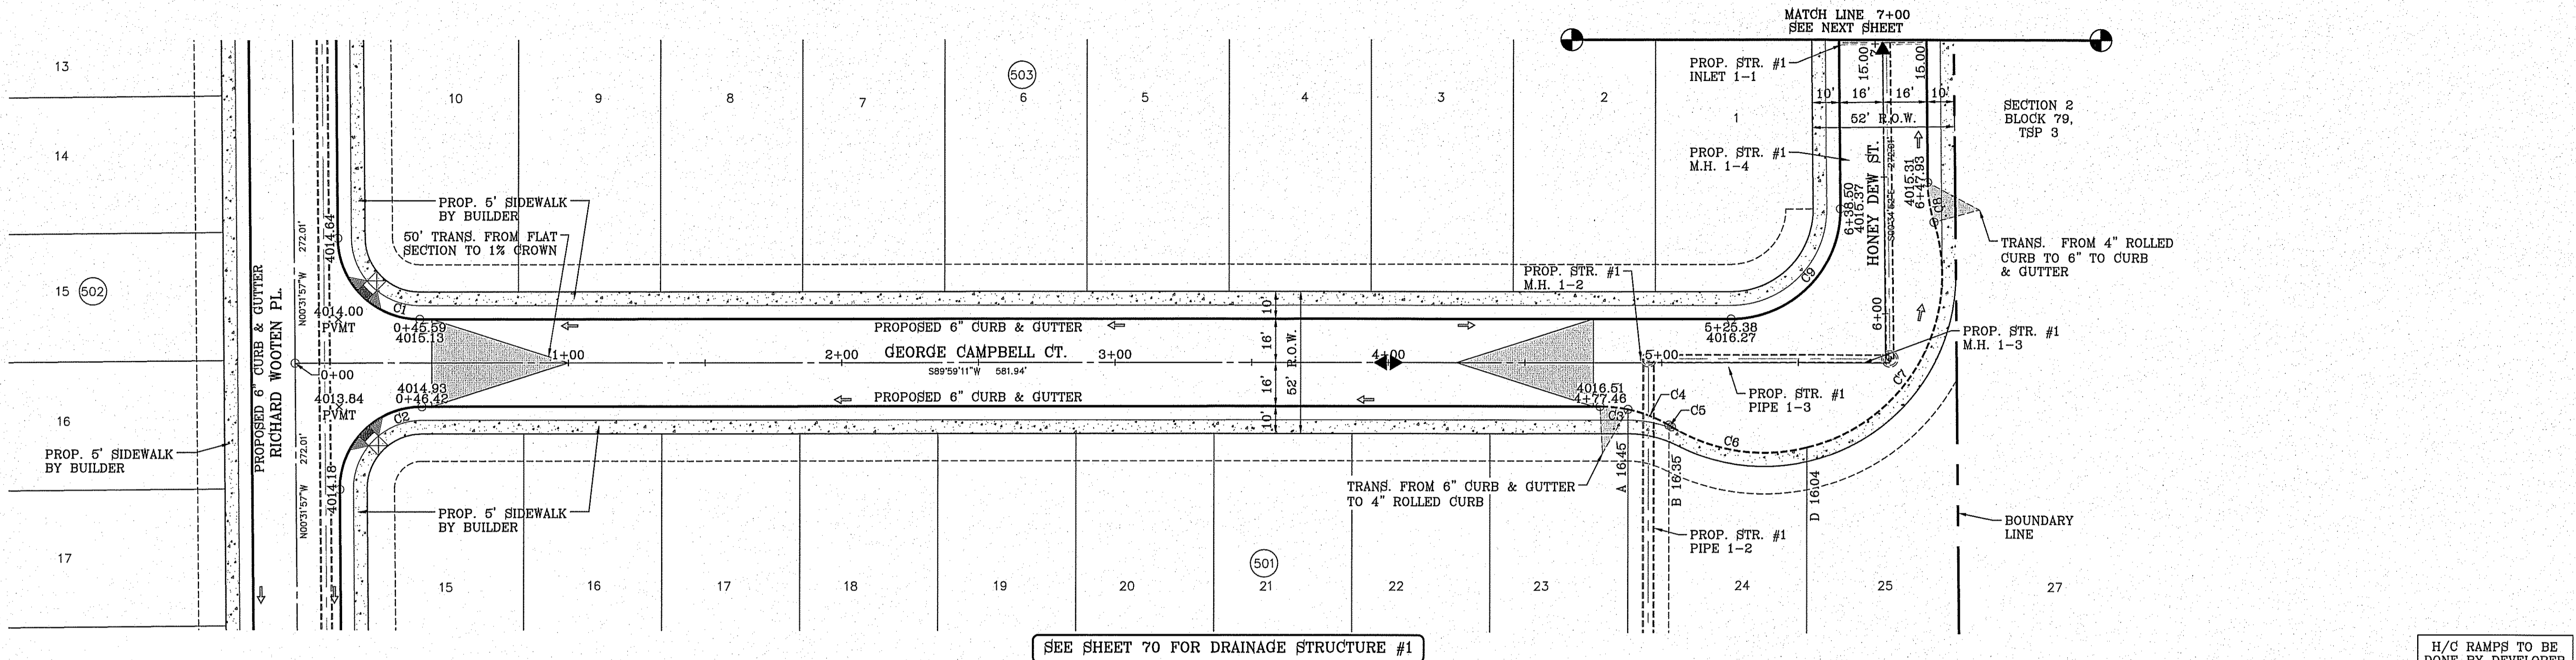 MATCH LINE 7+00
SEE NEXT SHEET
13
14
15
502
16
17
PROP. 5' SIDEWALK
BY BUILDER
PROPOSED 6" CURB & GUTTER
RICHARD WOOTEN PL.
N00°31'57"W 272.01'
N00°31'57"W 272.01'
4014.64
4014.00
PVMT
0+00
4013.84
PVMT
4014.18
C1
C2
0+45.59
4015.13
4014.93
0+46.42
PROP. 5' SIDEWALK
BY BUILDER
50' TRANS. FROM FLAT
SECTION TO 1% CROWN
PROP. 5' SIDEWALK
BY BUILDER
10
9
8
7
503
6
5
4
3
2
1
PROPOSED 6" CURB & GUTTER
1+00
2+00
GEORGE CAMPBELL CT.
3+00
4+00
5+00
S89°59'11"W 581.94'
PROPOSED 6" CURB & GUTTER
10'
16'
16'
10'
52' R.O.W.
PROP. STR. #1
INLET 1-1
PROP. STR. #1
M.H. 1-4
PROP. STR. #1
M.H. 1-2
5+25.38
4016.27
C9
6+38.50
4015.37
HONEY DEW ST.
6+00
7+
15.00
15.00
10'
16'
16'
10'
52' R.O.W.
4015.31
6+47.93
C8
SECTION 2
BLOCK 79,
TSP 3
TRANS. FROM 4" ROLLED
CURB TO 6" TO CURB
& GUTTER
PROP. STR. #1
M.H. 1-3
C7
PROP. STR. #1
PIPE 1-3
4016.51
4+77.46
C3
C4
C5
C6
A 16.45
B 16.35
D 16.04
TRANS. FROM 6" CURB & GUTTER
TO 4" ROLLED CURB
PROP. STR. #1
PIPE 1-2
BOUNDARY
LINE
15
16
17
18
19
20
501
21
22
23
24
25
27
SEE SHEET 70 FOR DRAINAGE STRUCTURE #1
H/C RAMPS TO BE
DONE BY DEVELOPER